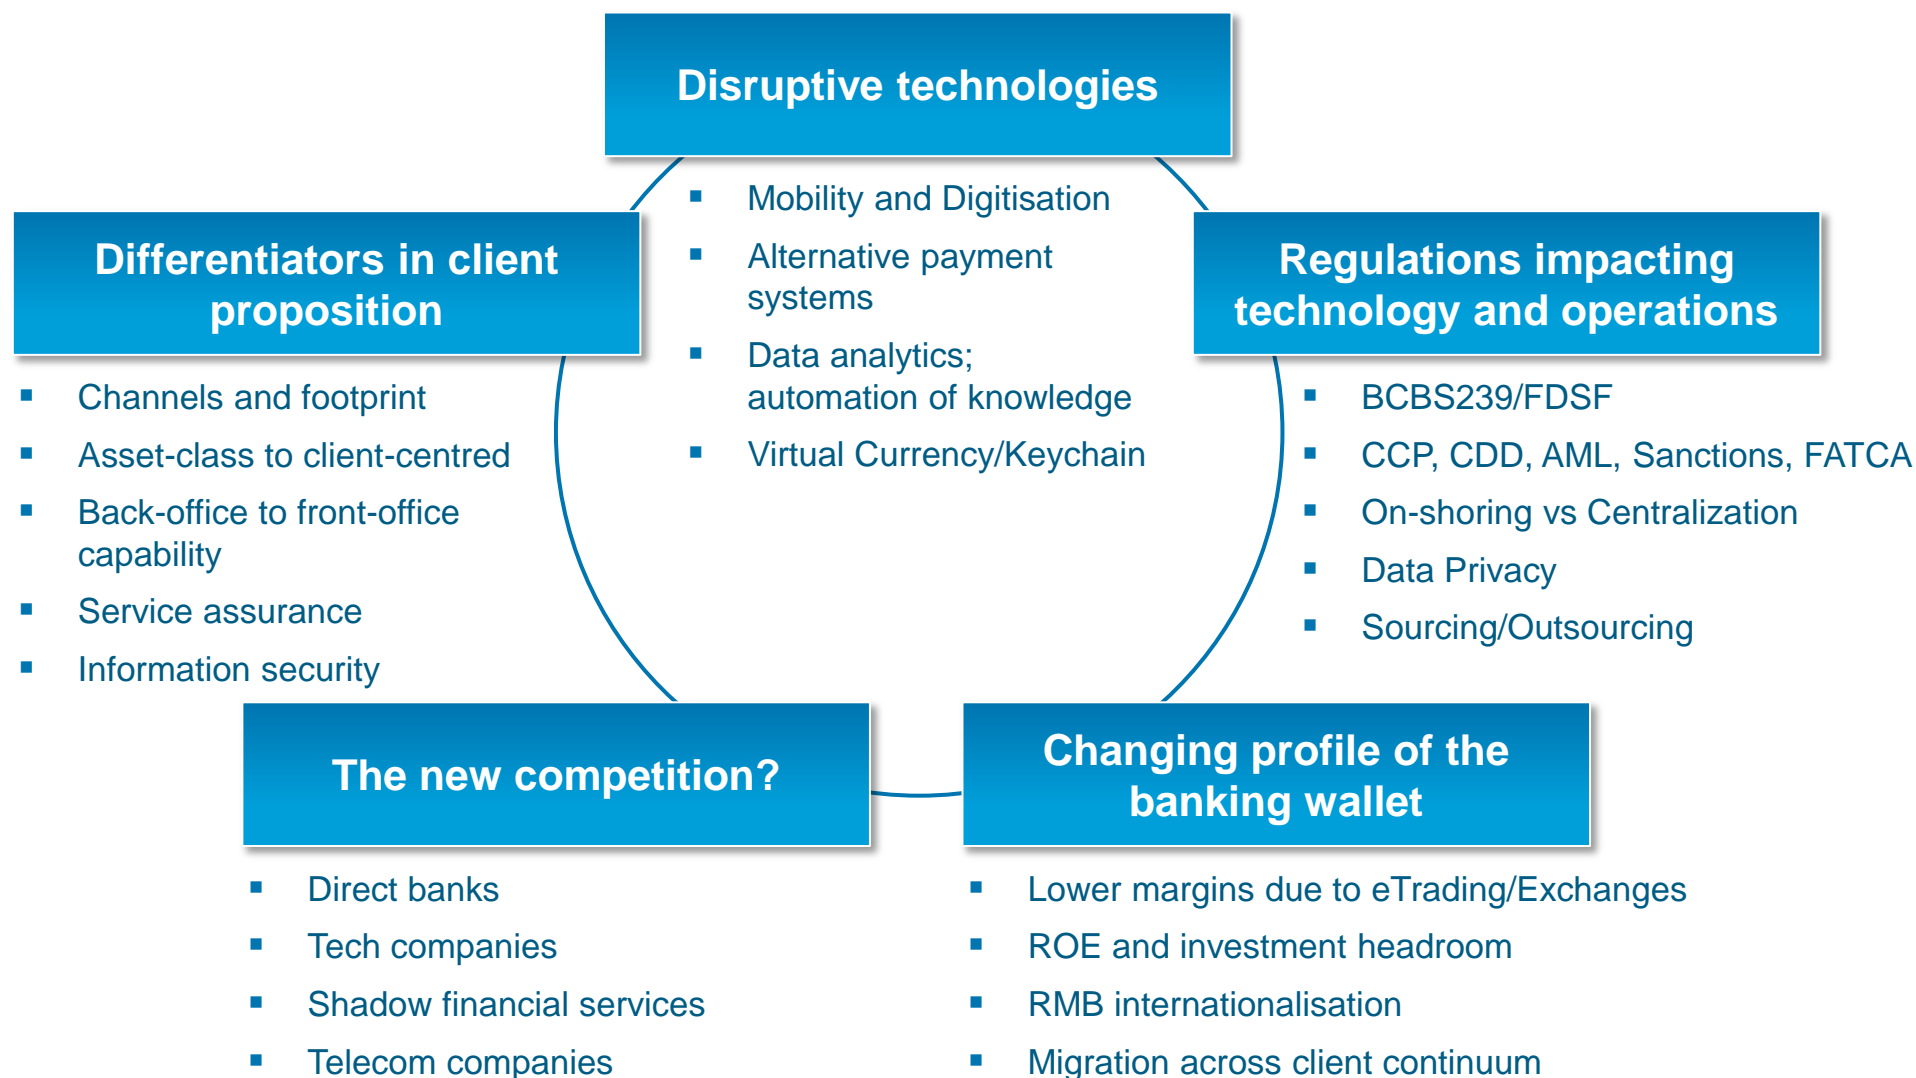 Disruptive technologies
▪ Mobility and Digitisation
▪ Alternative payment
systems
▪ Data analytics;
automation of knowledge
▪ Virtual Currency/Keychain
Differentiators in client
proposition
▪ Channels and footprint
▪ Asset-class to client-centred
▪ Back-office to front-office
capability
▪ Service assurance
▪ Information security
Regulations impacting
technology and operations
▪ BCBS239/FDSF
▪ CCP, CDD, AML, Sanctions, FATCA
▪ On-shoring vs Centralization
▪ Data Privacy
▪ Sourcing/Outsourcing
The new competition?
▪ Direct banks
▪ Tech companies
▪ Shadow financial services
▪ Telecom companies
Changing profile of the
banking wallet
▪ Lower margins due to eTrading/Exchanges
▪ ROE and investment headroom
▪ RMB internationalisation
▪ Migration across client continuum